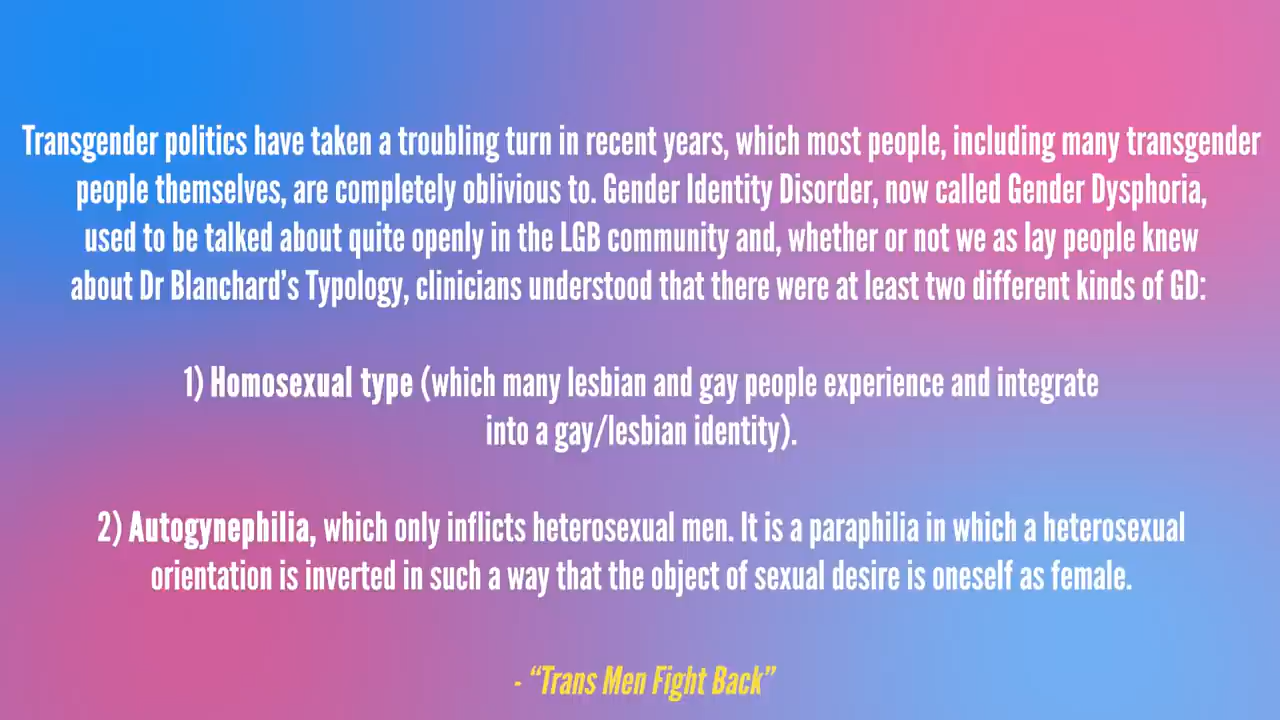 Transgender politics have taken a troubling turn in recent years, which most people, including many transgender
people themselves, are completely oblivious to. Gender Identity Disorder, now called Gender Dysphoria,
used to be talked about quite openly in the LGB community and, whether or not we as lay people knew
about Dr Blanchard’s Typology, clinicians understood that there were at least two different kinds of GD:
1) Homosexual type (which many lesbian and gay people experience and integrate
into a gay/lesbian identity).
2) Autogynephilia, which only inflicts heterosexual men. It is a paraphilia in which a heterosexual
orientation is inverted in such a way that the object of sexual desire is oneself as female.
- “Trans Men Fight Back”